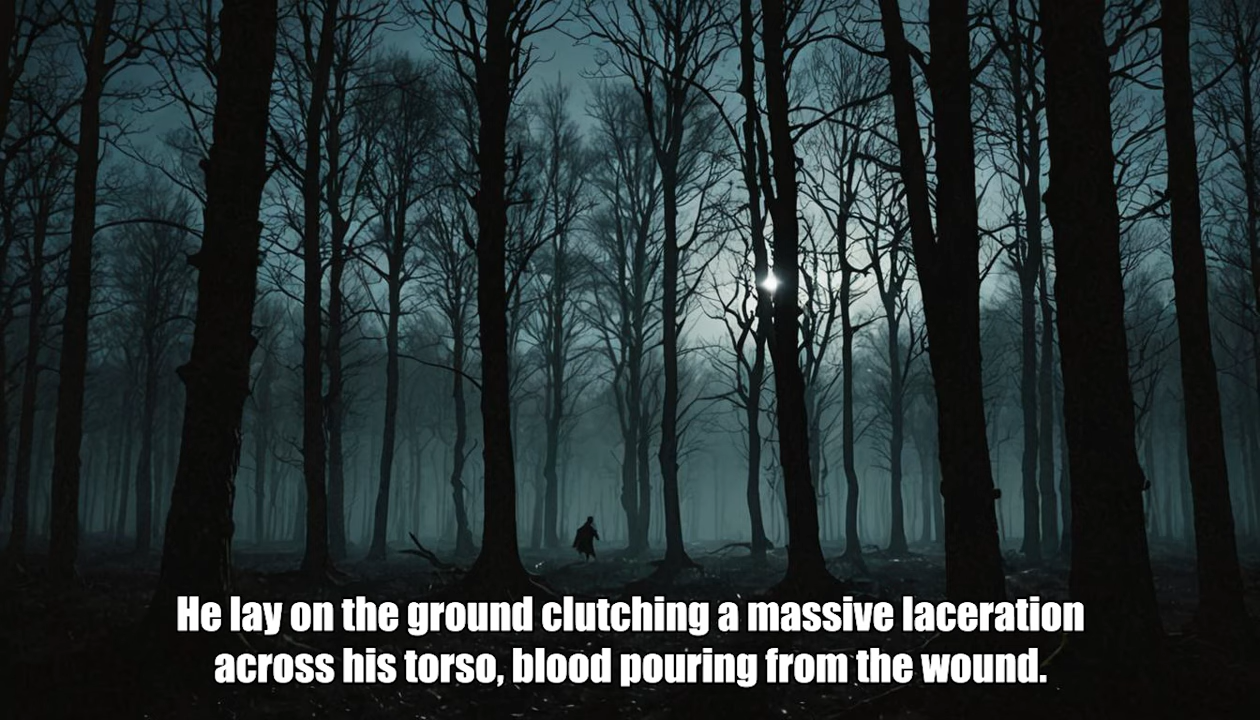 He lay on the ground clutching a massive laceration
across his torso, blood pouring from the wound.